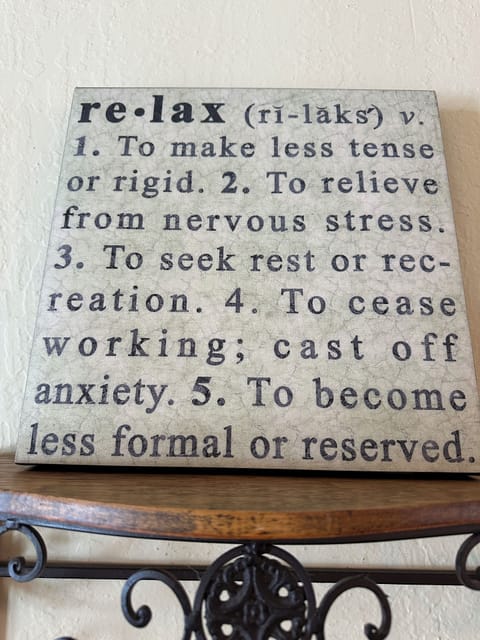 re•lax (rĭ-lăks′) v.
1. To make less tense
or rigid. 2. To relieve
from nervous stress.
3. To seek rest or rec-
reation. 4. To cease
working; cast off
anxiety. 5. To become
less formal or reserved.